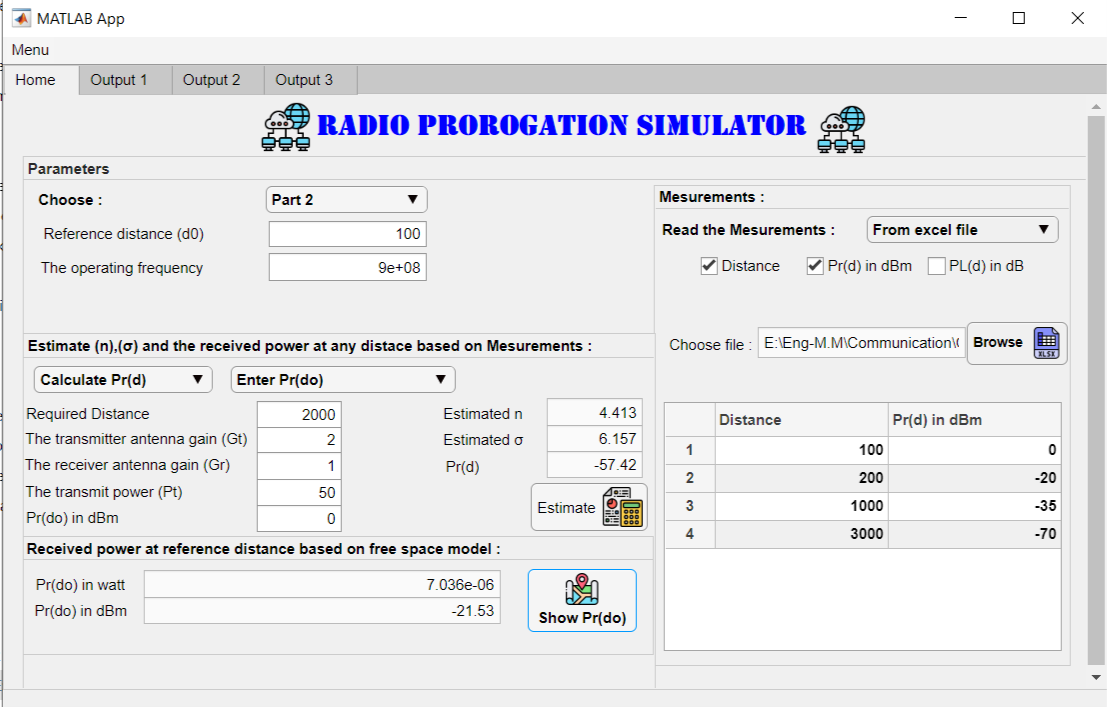 MATLAB App
Menu
Home Output 1 Output 2 Output 3
RADIO PROROGATION SIMULATOR
Parameters
Choose : Part 2
Reference distance (d0) 100
The operating frequency 9e+08
Mesurements :
Read the Mesurements : From excel file
Distance Pr(d) in dBm PL(d) in dB
Choose file : E:\Eng-M.M\Communication\ Browse
XLSX
Estimate (n),(σ) and the received power at any distace based on Mesurements :
Calculate Pr(d) Enter Pr(do)
Required Distance 2000
The transmitter antenna gain (Gt) 2
The receiver antenna gain (Gr) 1
The transmit power (Pt) 50
Pr(do) in dBm 0
Estimated n 4.413
Estimated σ 6.157
Pr(d) -57.42
Estimate
Distance Pr(d) in dBm
1 100 0
2 200 -20
3 1000 -35
4 3000 -70
Received power at reference distance based on free space model :
Pr(do) in watt 7.036e-06
Pr(do) in dBm -21.53
Show Pr(do)